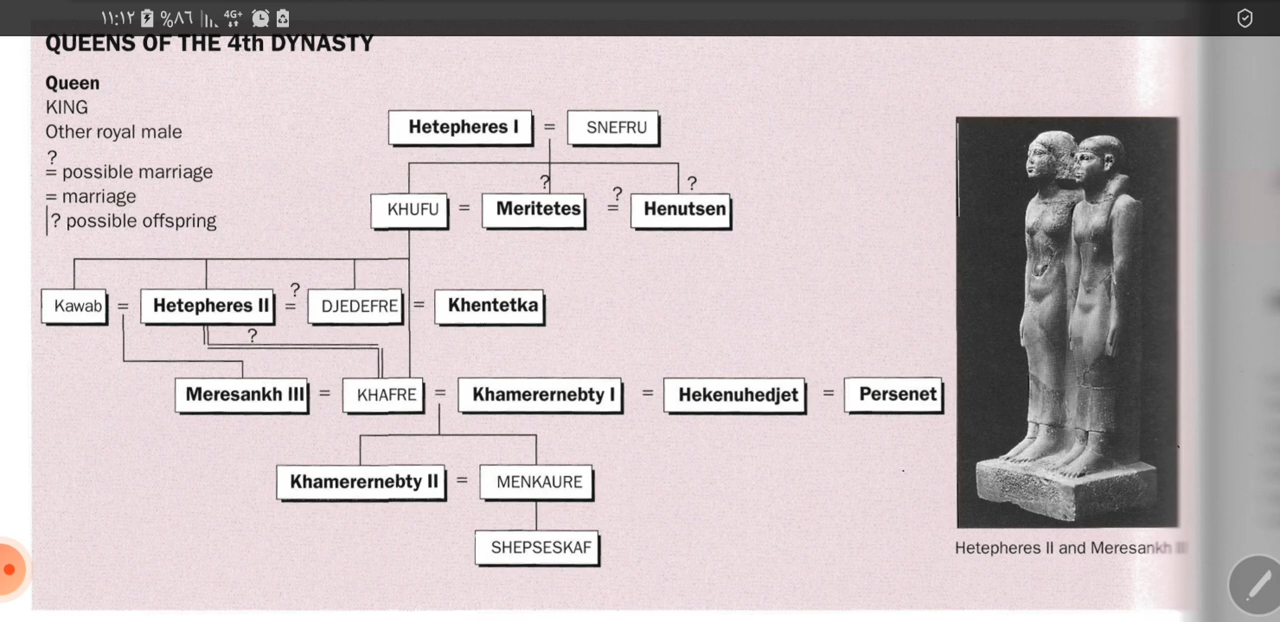 ١١:١٢ %٨٦ 4G+
QUEENS OF THE 4th DYNASTY
Queen
KING
Other royal male
?
= possible marriage
= marriage
|? possible offspring
Hetepheres I = SNEFRU
? ?
KHUFU = Meritetes ?= Henutsen
Kawab = Hetepheres II ?= DJEDEFRE = Khentetka
?
Meresankh III = KHAFRE = Khamerernebty I = Hekenuhedjet = Persenet
Khamerernebty II = MENKAURE
SHEPSESKAF
Hetepheres II and Meresankh III